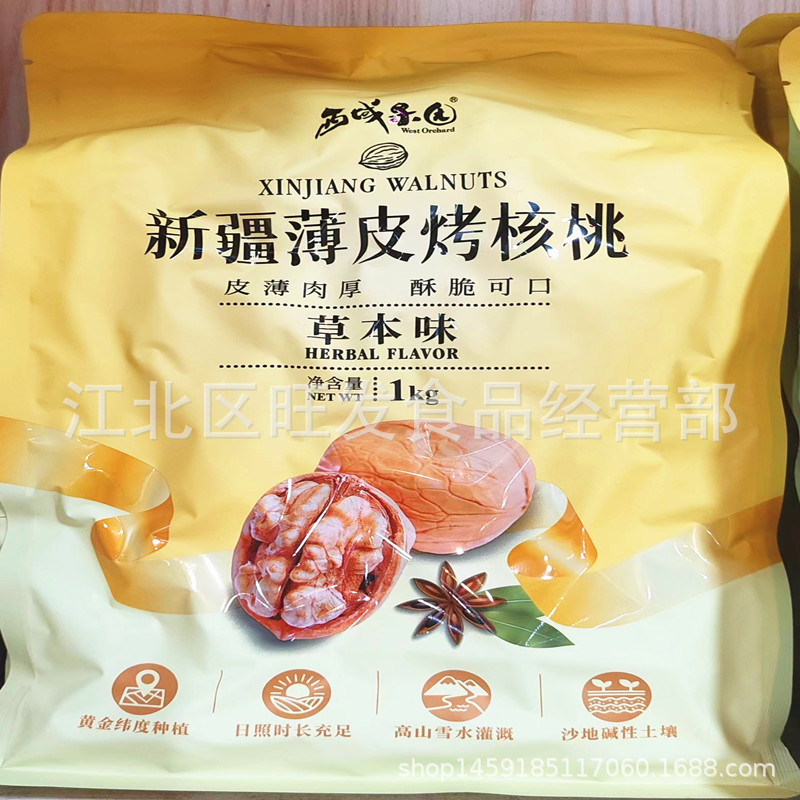 西域果园®
West Orchard
XINJIANG WALNUTS
新疆薄皮烤核桃
皮薄肉厚 酥脆可口
草本味
HERBAL FLAVOR
净含量 1kg
NET WT
江北区旺发食品经营部
黄金纬度种植 日照时长充足 高山雪水灌溉 沙地碱性土壤
shop1459185117060.1688.com